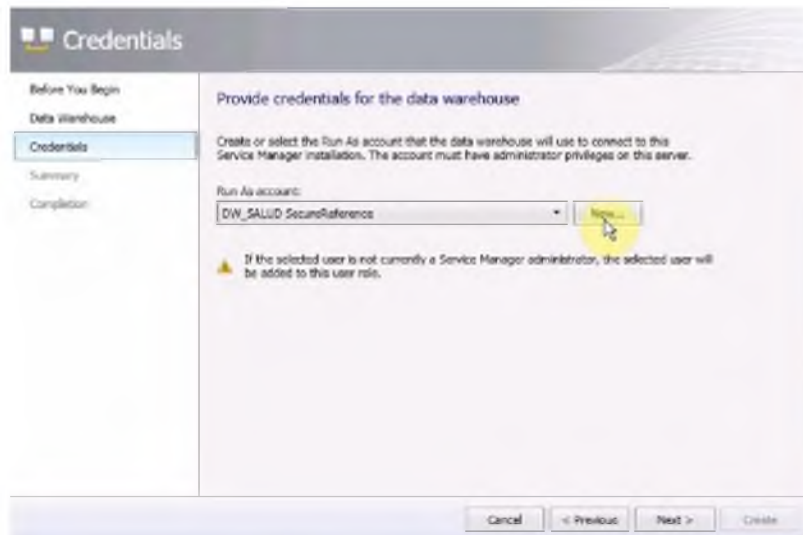 Credentials
Before You Begin
Data Warehouse
Credentials
Summary
Completion
Provide credentials for the data warehouse
Create or select the Run As account that the data warehouse will use to connect to this
Service Manager installation. The account must have administrator privileges on this server.
Run As account:
DW_SALUD SecureReference
New...
If the selected user is not currently a Service Manager administrator, the selected user will
be added to this user role.
Cancel
< Previous
Next >
Create